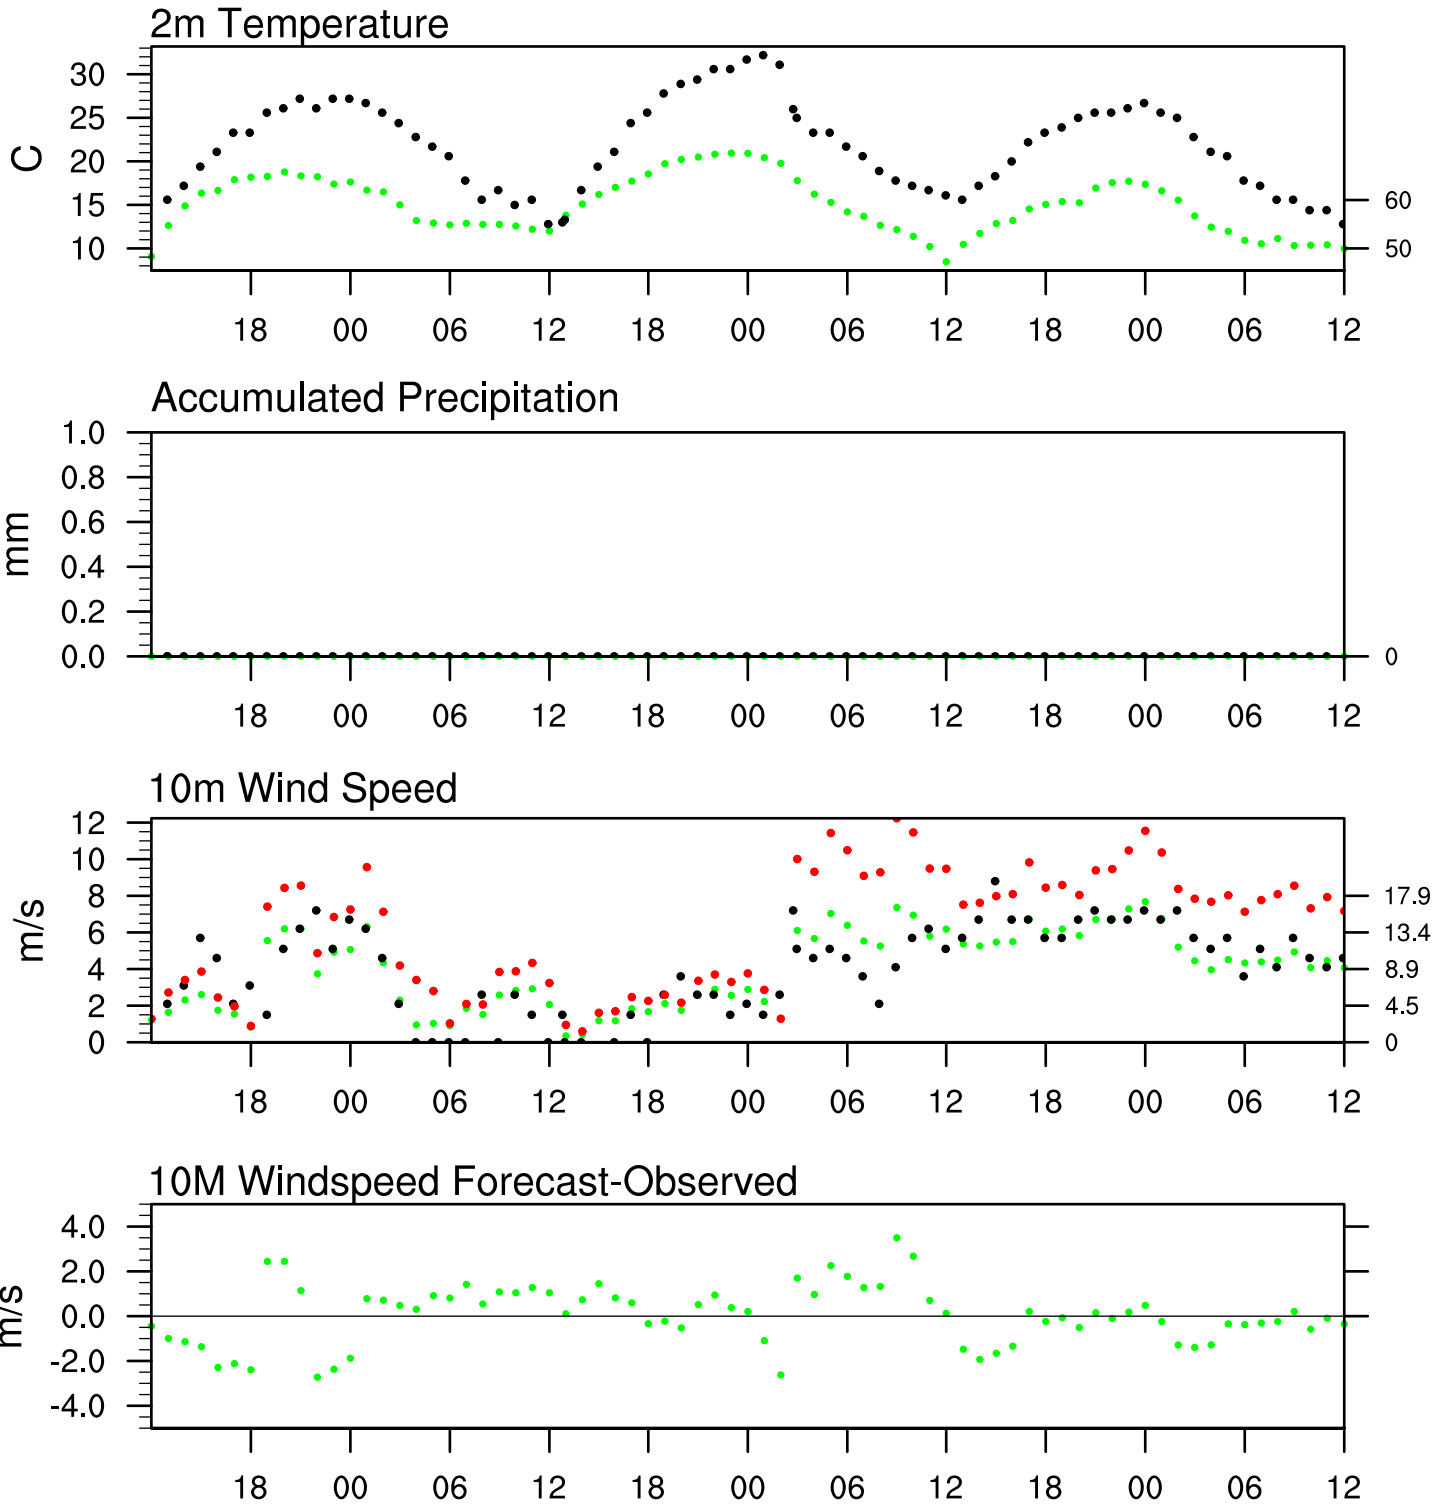 2m Temperature
30
25
20
15
10
C
60
50
18 00 06 12 18 00 06 12 18 00 06 12
Accumulated Precipitation
1.0
0.8
0.6
0.4
0.2
0.0
mm
0
18 00 06 12 18 00 06 12 18 00 06 12
10m Wind Speed
12
10
8
6
4
2
0
m/s
17.9
13.4
8.9
4.5
0
18 00 06 12 18 00 06 12 18 00 06 12
10M Windspeed Forecast-Observed
4.0
2.0
0.0
-2.0
-4.0
m/s
18 00 06 12 18 00 06 12 18 00 06 12